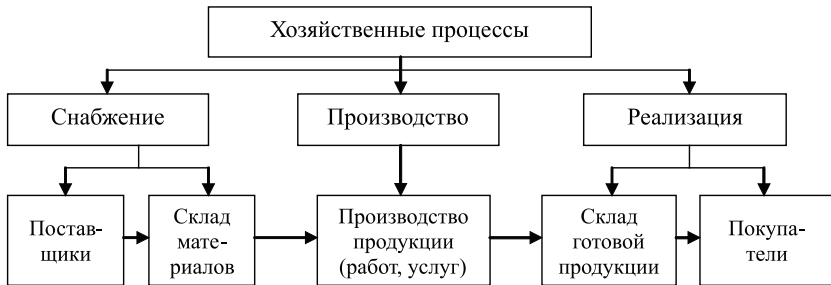 Хозяйственные процессы
Снабжение
Производство
Реализация
Постав-
щики
Склад
мате-
риалов
Производство
продукции
(работ, услуг)
Склад
готовой
продукции
Покупа-
тели